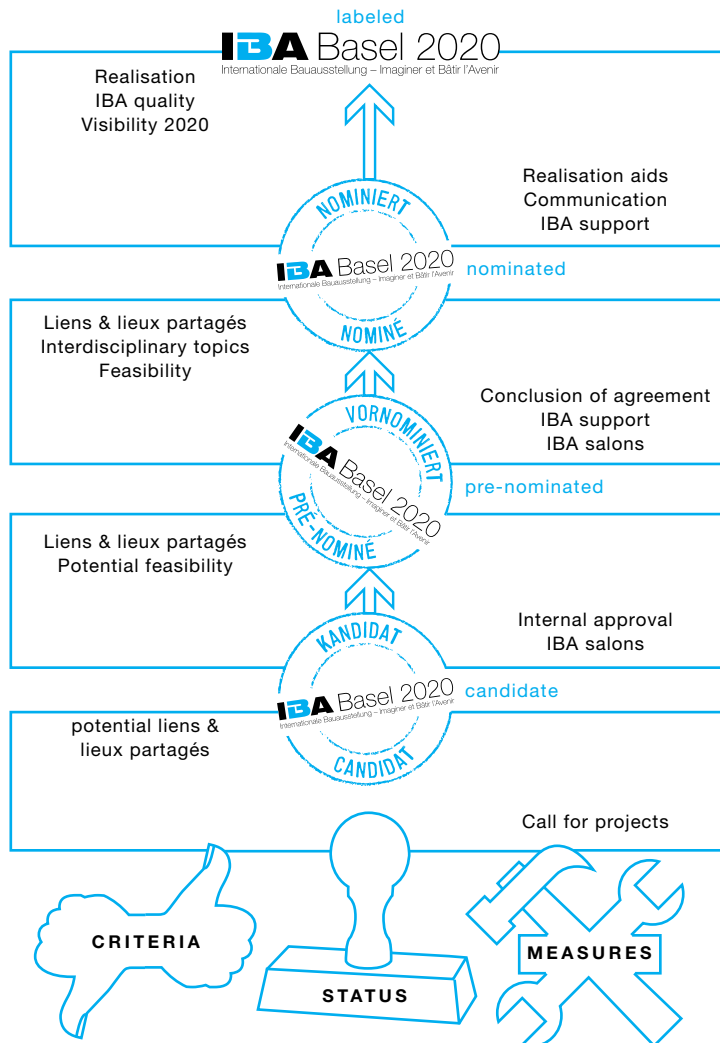 labeled
IBA Basel 2020
Internationale Bauausstellung – Imaginer et Bâtir l'Avenir
Realisation
IBA quality
Visibility 2020
Realisation aids
Communication
IBA support
NOMINIERT
IBA Basel 2020
Internationale Bauausstellung – Imaginer et Bâtir l'Avenir
NOMINÉ
nominated
Liens & lieux partagés
Interdisciplinary topics
Feasibility
Conclusion of agreement
IBA support
IBA salons
VORNOMINIERT
IBA Basel 2020
Internationale Bauausstellung – Imaginer et Bâtir l'Avenir
PRÉ-NOMINÉ
pre-nominated
Liens & lieux partagés
Potential feasibility
Internal approval
IBA salons
KANDIDAT
IBA Basel 2020
Internationale Bauausstellung – Imaginer et Bâtir l'Avenir
CANDIDAT
candidate
potential liens &
lieux partagés
Call for projects
CRITERIA
STATUS
MEASURES